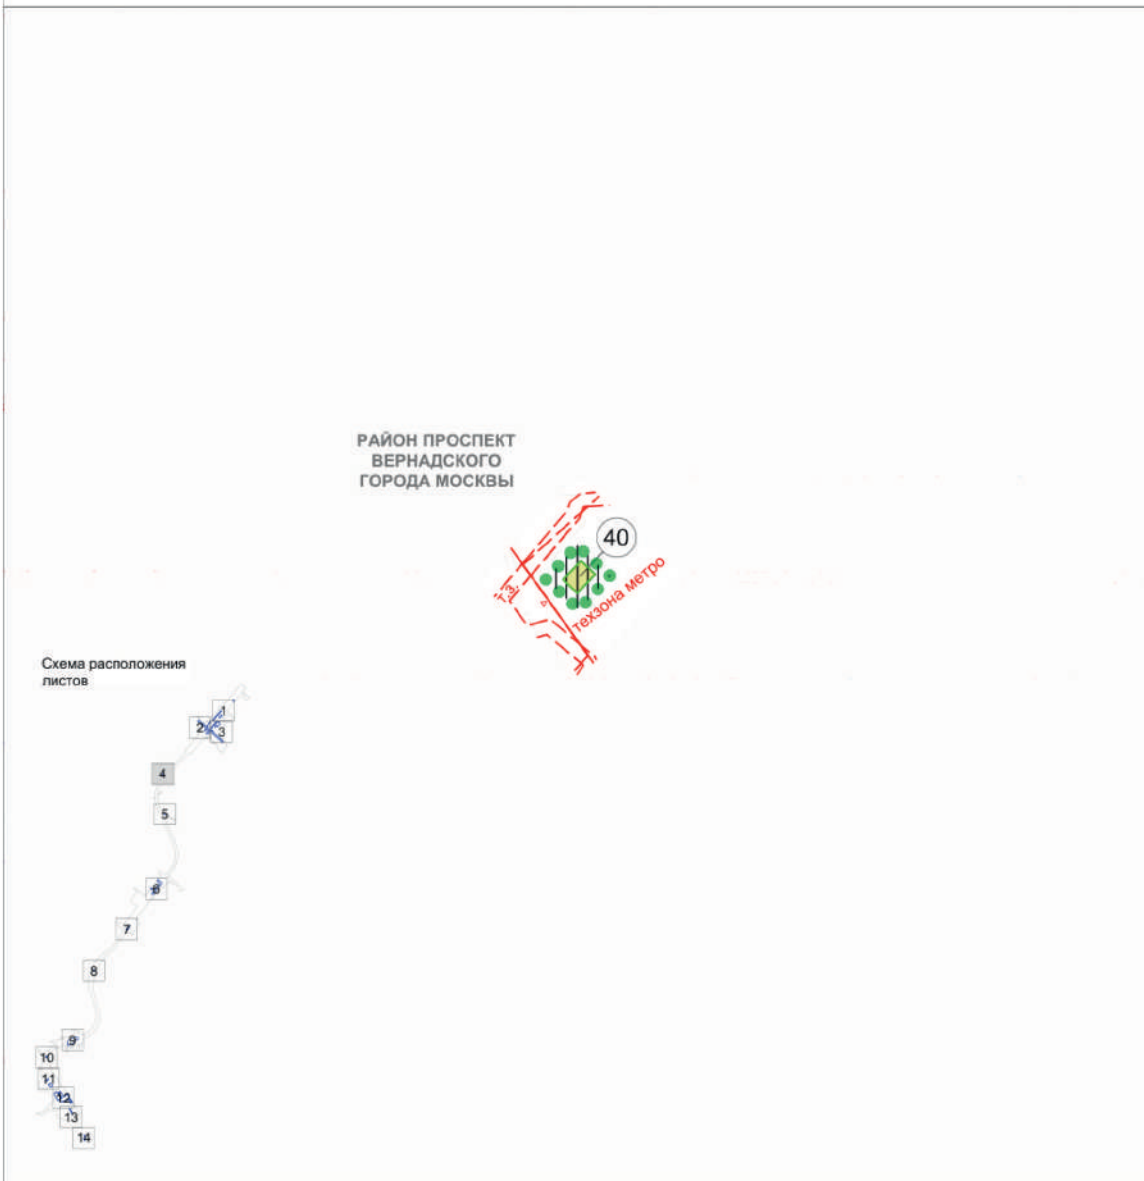 РАЙОН ПРОСПЕКТ
ВЕРНАДСКОГО
ГОРОДА МОСКВЫ
40
т.з.
техзона метро
Схема расположения
листов
1
2
3
4
5
6
7
8
9
10
11
12
13
14